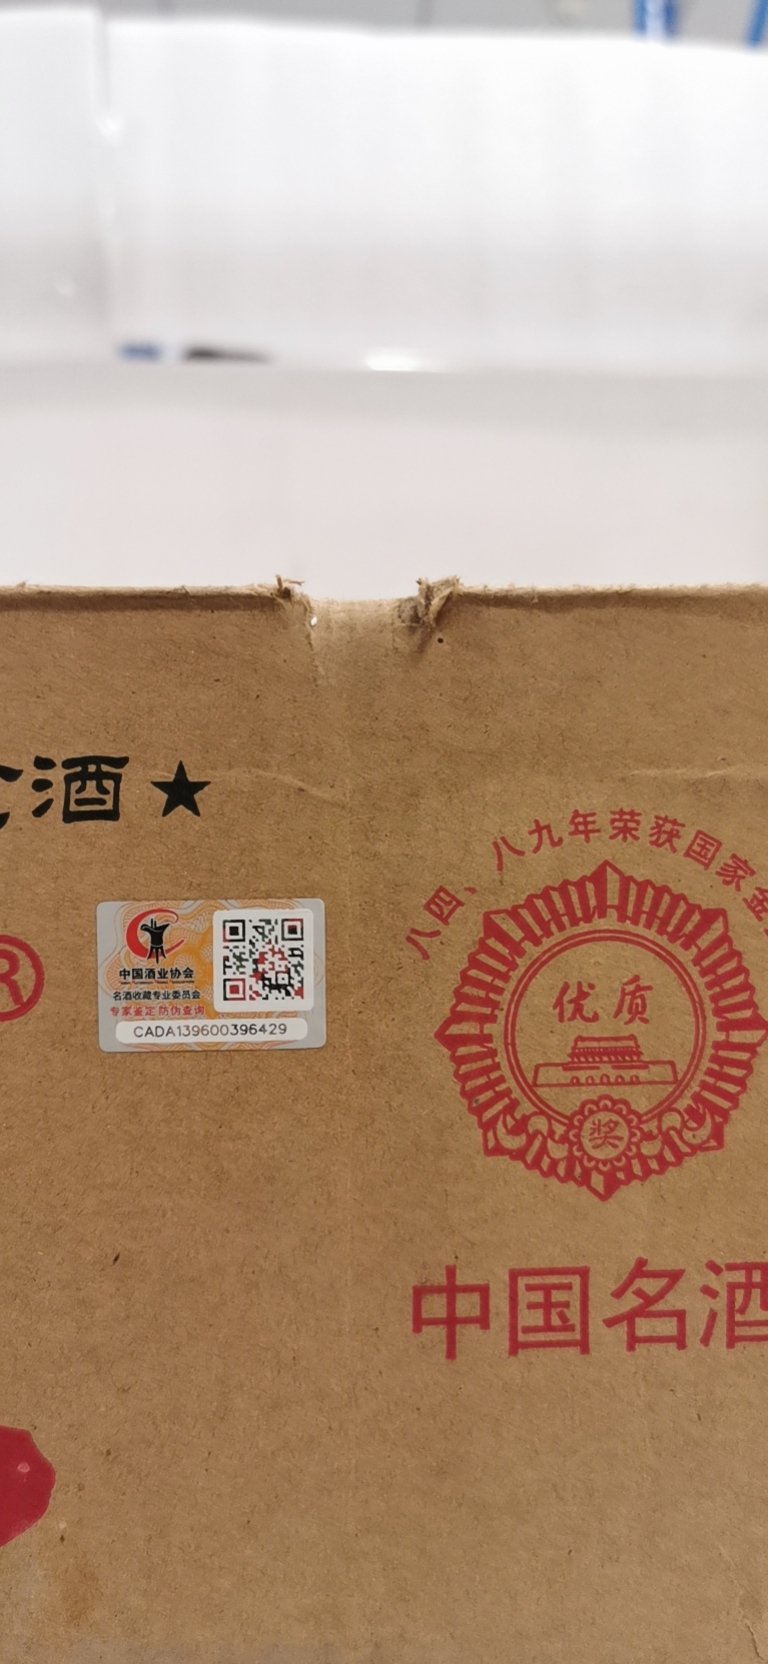 酒★
®
中国酒业协会
名酒收藏专业委员会
专家鉴定防伪查询
CADA139600396429
八四、八九年荣获国家金
优质
奖
中国名酒